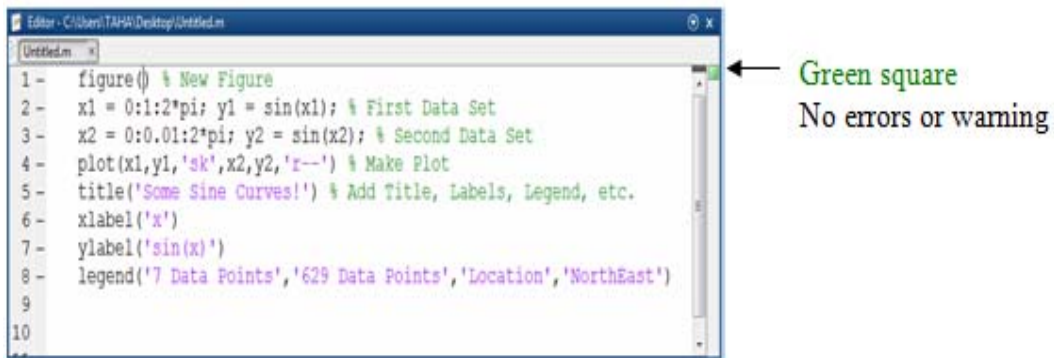 Editor - C:\Users\TAHA\Desktop\Untitled.m
Untitled.m ×
1 - figure() % New Figure
2 - x1 = 0:1:2*pi; y1 = sin(x1); % First Data Set
3 - x2 = 0:0.01:2*pi; y2 = sin(x2); % Second Data Set
4 - plot(x1,y1,'sk',x2,y2,'r--') % Make Plot
5 - title('Some Sine Curves!') % Add Title, Labels, Legend, etc.
6 - xlabel('x')
7 - ylabel('sin(x)')
8 - legend('7 Data Points','629 Data Points','Location','NorthEast')
9
10
Green square
No errors or warning